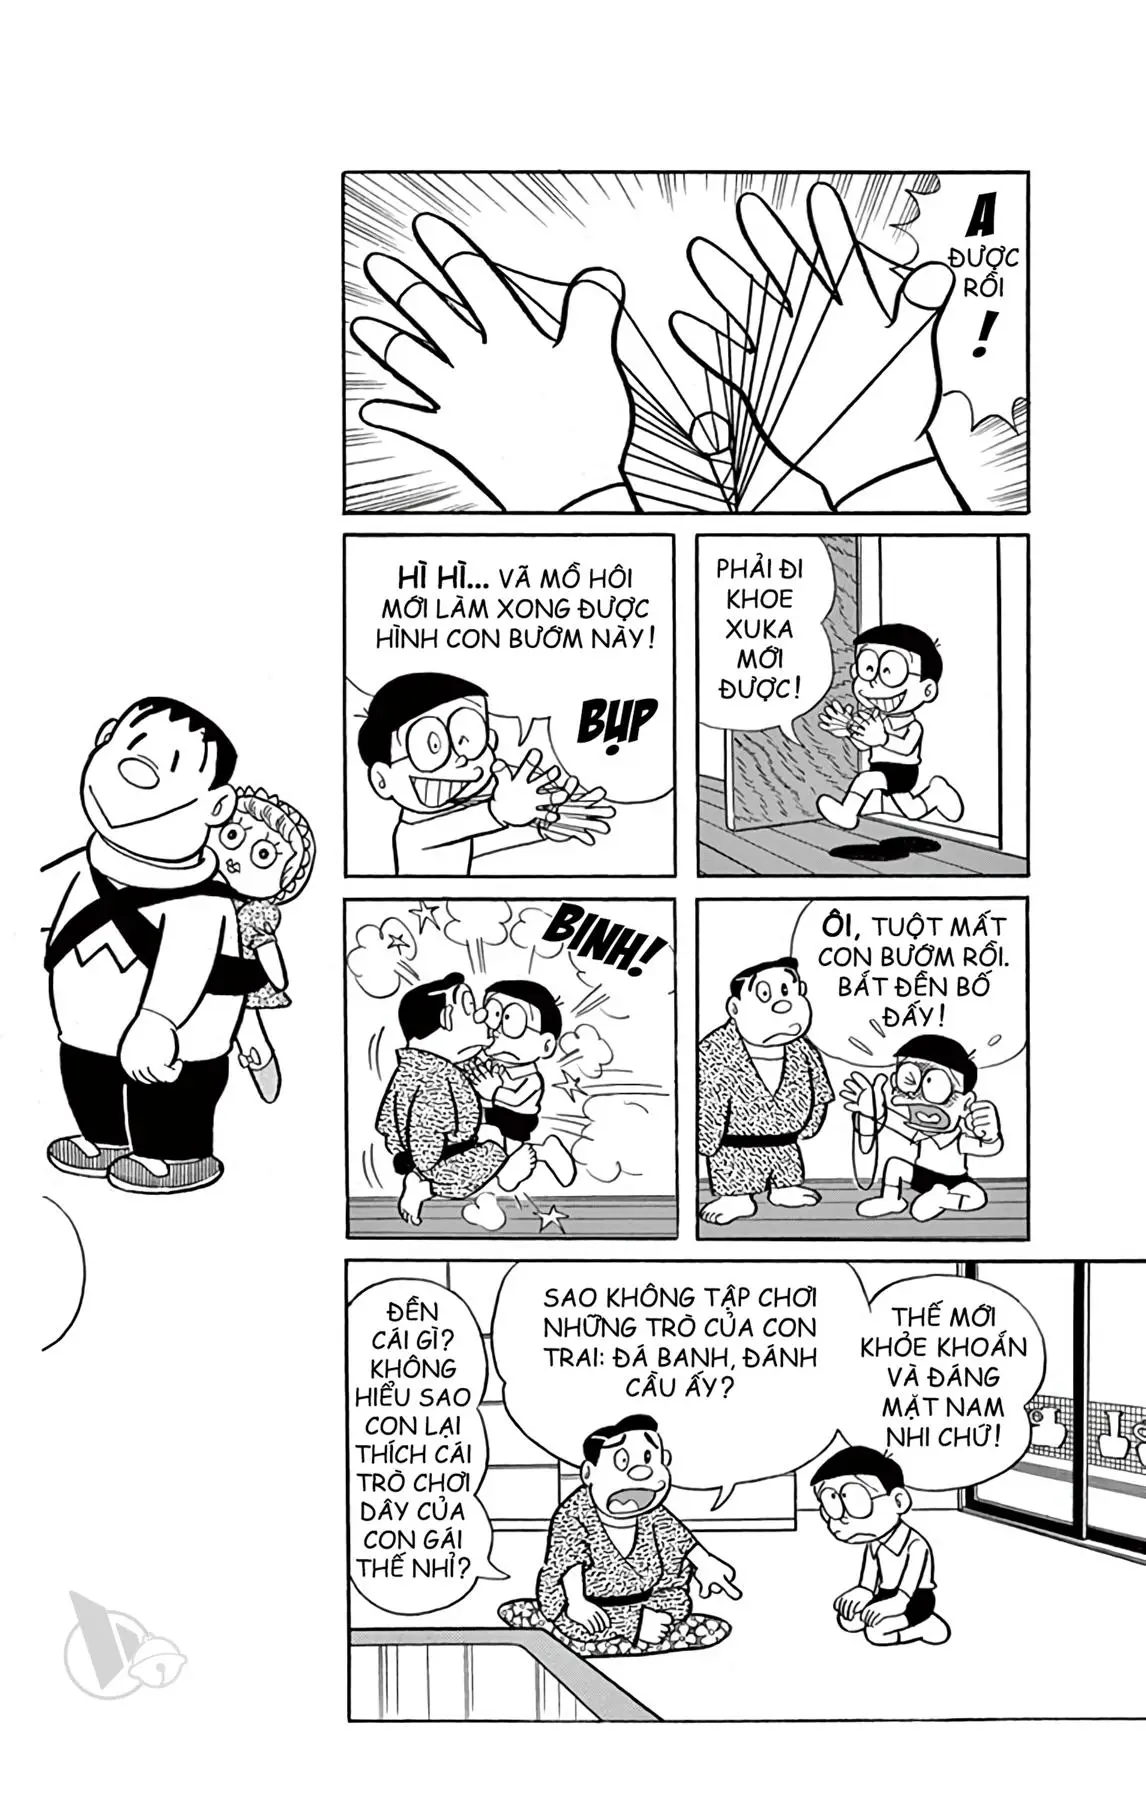 A
ĐƯỢC
RỒI
!
HÌ HÌ... VÃ MỒ HÔI
MỚI LÀM XONG ĐƯỢC
HÌNH CON BƯỚM NÀY!
BỤP
PHẢI ĐI
KHOE
XUKA
MỚI
ĐƯỢC!
BINH!
ÔI, TUỘT MẤT
CON BƯỚM RỒI.
BẮT ĐỀN BỐ
ĐẤY!
ĐỀN
CÁI GÌ?
KHÔNG
HIỂU SAO
CON LẠI
THÍCH CÁI
TRÒ CHƠI
DÂY CỦA
CON GÁI
THẾ NHỈ?
SAO KHÔNG TẬP CHƠI
NHỮNG TRÒ CỦA CON
TRAI: ĐÁ BANH, ĐÁNH
CẦU ẤY?
THẾ MỚI
KHỎE KHOẮN
VÀ ĐÁNG
MẶT NAM
NHI CHỨ!